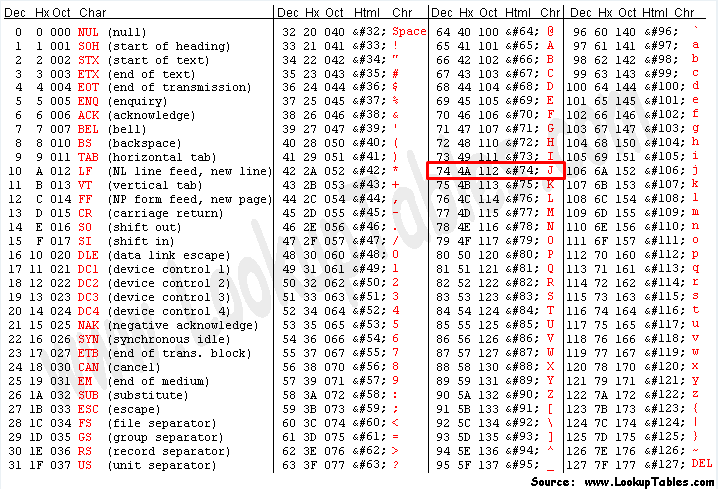 Dec Hx Oct Char Dec Hx Oct Html Chr Dec Hx Oct Html Chr Dec Hx Oct Html Chr
0 0 000 NUL (null) 32 20 040 &#32; Space 64 40 100 &#64; @ 96 60 140 &#96; `
1 1 001 SOH (start of heading) 33 21 041 &#33; ! 65 41 101 &#65; A 97 61 141 &#97; a
2 2 002 STX (start of text) 34 22 042 &#34; " 66 42 102 &#66; B 98 62 142 &#98; b
3 3 003 ETX (end of text) 35 23 043 &#35; # 67 43 103 &#67; C 99 63 143 &#99; c
4 4 004 EOT (end of transmission) 36 24 044 &#36; $ 68 44 104 &#68; D 100 64 144 &#100; d
5 5 005 ENQ (enquiry) 37 25 045 &#37; % 69 45 105 &#69; E 101 65 145 &#101; e
6 6 006 ACK (acknowledge) 38 26 046 &#38; & 70 46 106 &#70; F 102 66 146 &#102; f
7 7 007 BEL (bell) 39 27 047 &#39; ' 71 47 107 &#71; G 103 67 147 &#103; g
8 8 010 BS (backspace) 40 28 050 &#40; ( 72 48 110 &#72; H 104 68 150 &#104; h
9 9 011 TAB (horizontal tab) 41 29 051 &#41; ) 73 49 111 &#73; I 105 69 151 &#105; i
10 A 012 LF (NL line feed, new line) 42 2A 052 &#42; * 74 4A 112 &#74; J 106 6A 152 &#106; j
11 B 013 VT (vertical tab) 43 2B 053 &#43; + 75 4B 113 &#75; K 107 6B 153 &#107; k
12 C 014 FF (NP form feed, new page) 44 2C 054 &#44; , 76 4C 114 &#76; L 108 6C 154 &#108; l
13 D 015 CR (carriage return) 45 2D 055 &#45; - 77 4D 115 &#77; M 109 6D 155 &#109; m
14 E 016 SO (shift out) 46 2E 056 &#46; . 78 4E 116 &#78; N 110 6E 156 &#110; n
15 F 017 SI (shift in) 47 2F 057 &#47; / 79 4F 117 &#79; O 111 6F 157 &#111; o
16 10 020 DLE (data link escape) 48 30 060 &#48; 0 80 50 120 &#80; P 112 70 160 &#112; p
17 11 021 DC1 (device control 1) 49 31 061 &#49; 1 81 51 121 &#81; Q 113 71 161 &#113; q
18 12 022 DC2 (device control 2) 50 32 062 &#50; 2 82 52 122 &#82; R 114 72 162 &#114; r
19 13 023 DC3 (device control 3) 51 33 063 &#51; 3 83 53 123 &#83; S 115 73 163 &#115; s
20 14 024 DC4 (device control 4) 52 34 064 &#52; 4 84 54 124 &#84; T 116 74 164 &#116; t
21 15 025 NAK (negative acknowledge) 53 35 065 &#53; 5 85 55 125 &#85; U 117 75 165 &#117; u
22 16 026 SYN (synchronous idle) 54 36 066 &#54; 6 86 56 126 &#86; V 118 76 166 &#118; v
23 17 027 ETB (end of trans. block) 55 37 067 &#55; 7 87 57 127 &#87; W 119 77 167 &#119; w
24 18 030 CAN (cancel) 56 38 070 &#56; 8 88 58 130 &#88; X 120 78 170 &#120; x
25 19 031 EM (end of medium) 57 39 071 &#57; 9 89 59 131 &#89; Y 121 79 171 &#121; y
26 1A 032 SUB (substitute) 58 3A 072 &#58; : 90 5A 132 &#90; Z 122 7A 172 &#122; z
27 1B 033 ESC (escape) 59 3B 073 &#59; ; 91 5B 133 &#91; [ 123 7B 173 &#123; {
28 1C 034 FS (file separator) 60 3C 074 &#60; < 92 5C 134 &#92; \ 124 7C 174 &#124; |
29 1D 035 GS (group separator) 61 3D 075 &#61; = 93 5D 135 &#93; ] 125 7D 175 &#125; }
30 1E 036 RS (record separator) 62 3E 076 &#62; > 94 5E 136 &#94; ^ 126 7E 176 &#126; ~
31 1F 037 US (unit separator) 63 3F 077 &#63; ? 95 5F 137 &#95; _ 127 7F 177 &#127; DEL
Source: www.LookupTables.com